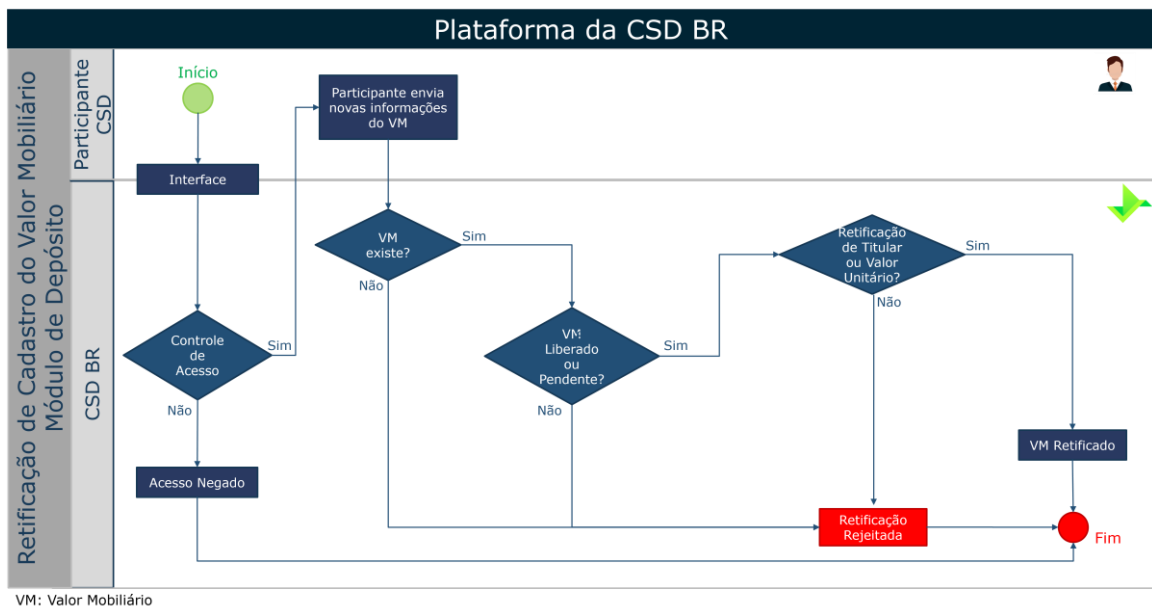 Plataforma da CSD BR
Retificação de Cadastro do Valor Mobiliário
Módulo de Depósito
Participante
CSD
CSD BR
Início
Participante envia
novas informações
do VM
Interface
VM
existe?
Sim
Não
Retificação
de Titular
ou Valor
Unitário?
Sim
Não
Controle
de
Acesso
Sim
Não
VM
Liberado
ou
Pendente?
Sim
Não
VM Retificado
Acesso Negado
Retificação
Rejeitada
Fim
VM: Valor Mobiliário